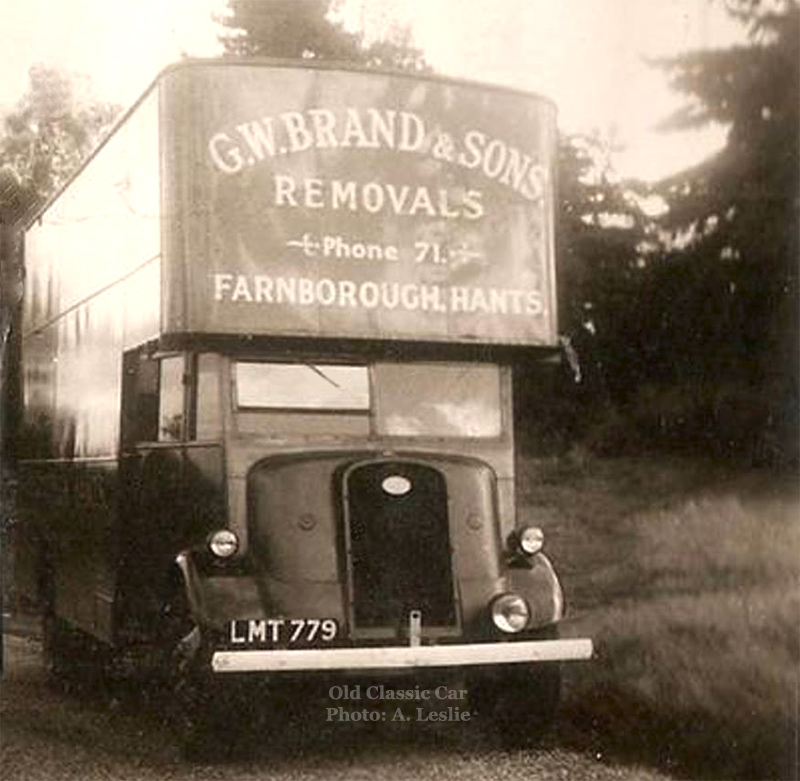 G.W. BRAND & SONS
REMOVALS
Phone 71.
FARNBOROUGH. HANTS.
LMT 779
Old Classic Car
Photo: A. Leslie